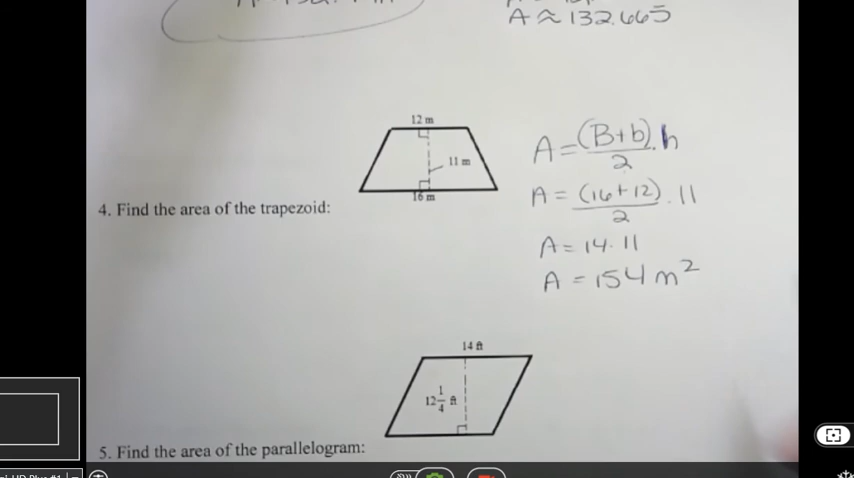 A ≈ 132.665
12 m
11 m
16 m
4. Find the area of the trapezoid:
A = (B+b)/2 · h
A = (16+12)/2 · 11
A = 14 · 11
A = 154 m²
14 ft
12 1/4 ft
5. Find the area of the parallelogram: